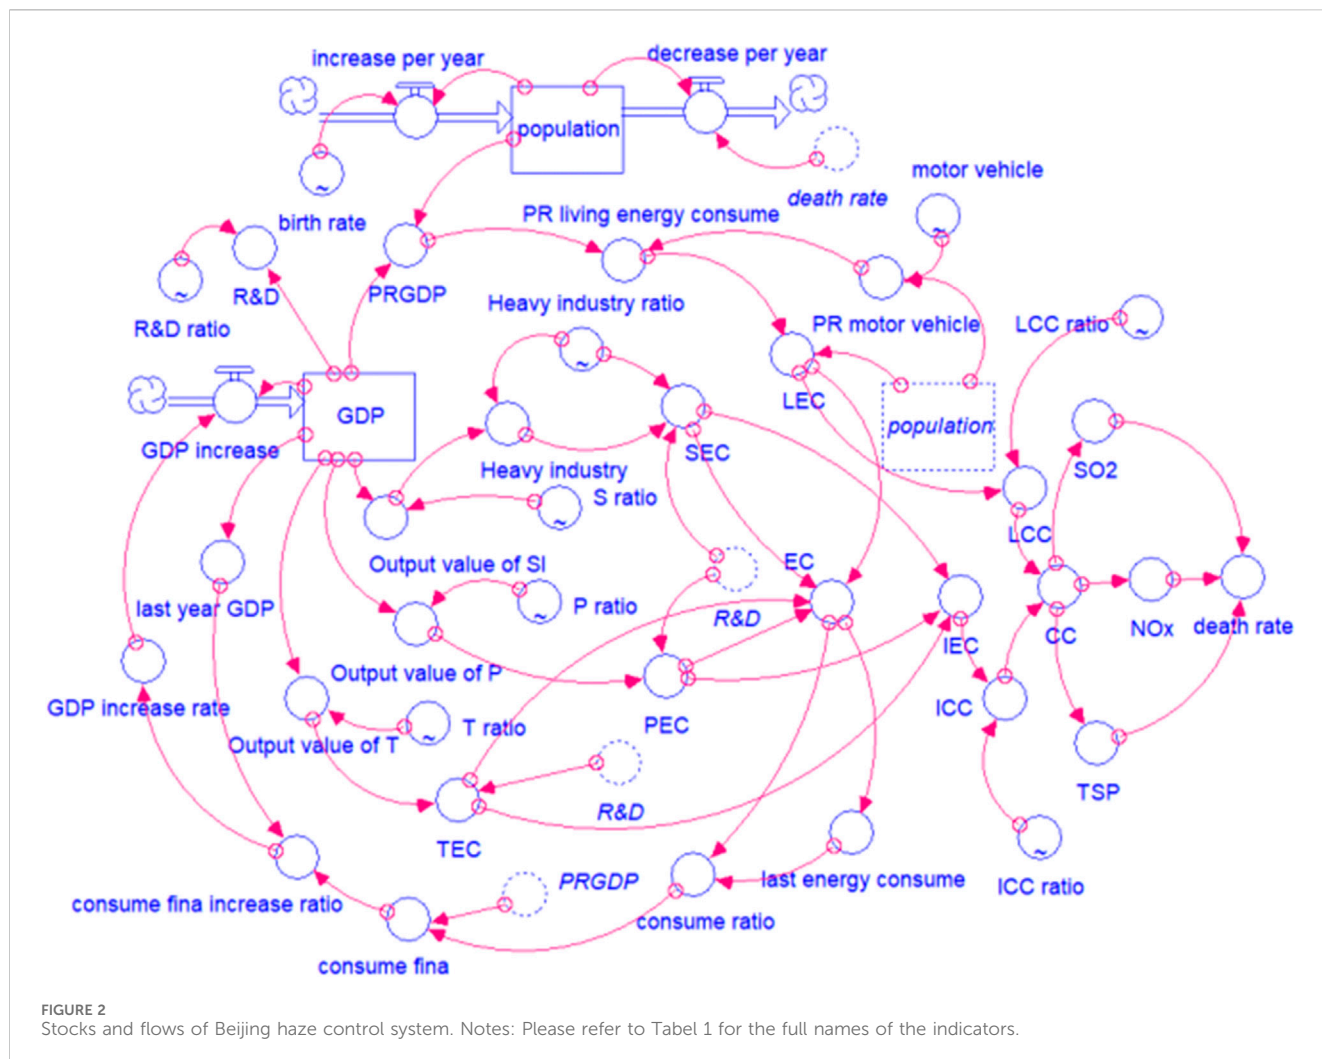 increase per year
decrease per year
population
death rate
motor vehicle
birth rate
PR living energy consume
R&D
PRGDP
R&D ratio
Heavy industry ratio
PR motor vehicle
LCC ratio
GDP
LEC
population
GDP increase
SEC
SO2
Heavy industry
S ratio
LCC
Output value of SI
EC
last year GDP
P ratio
R&D
IEC
CC
NOx
death rate
Output value of P
GDP increase rate
PEC
ICC
T ratio
Output value of T
TSP
R&D
TEC
PRGDP
last energy consume
ICC ratio
consume fina increase ratio
consume ratio
consume fina
~
~
~
~
~
~
~
~
~
FIGURE 2
Stocks and flows of Beijing haze control system. Notes: Please refer to Tabel 1 for the full names of the indicators.